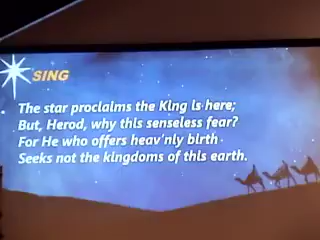 SING
The star proclaims the King is here;
But, Herod, why this senseless fear?
For He who offers heav'nly birth
Seeks not the kingdoms of this earth.